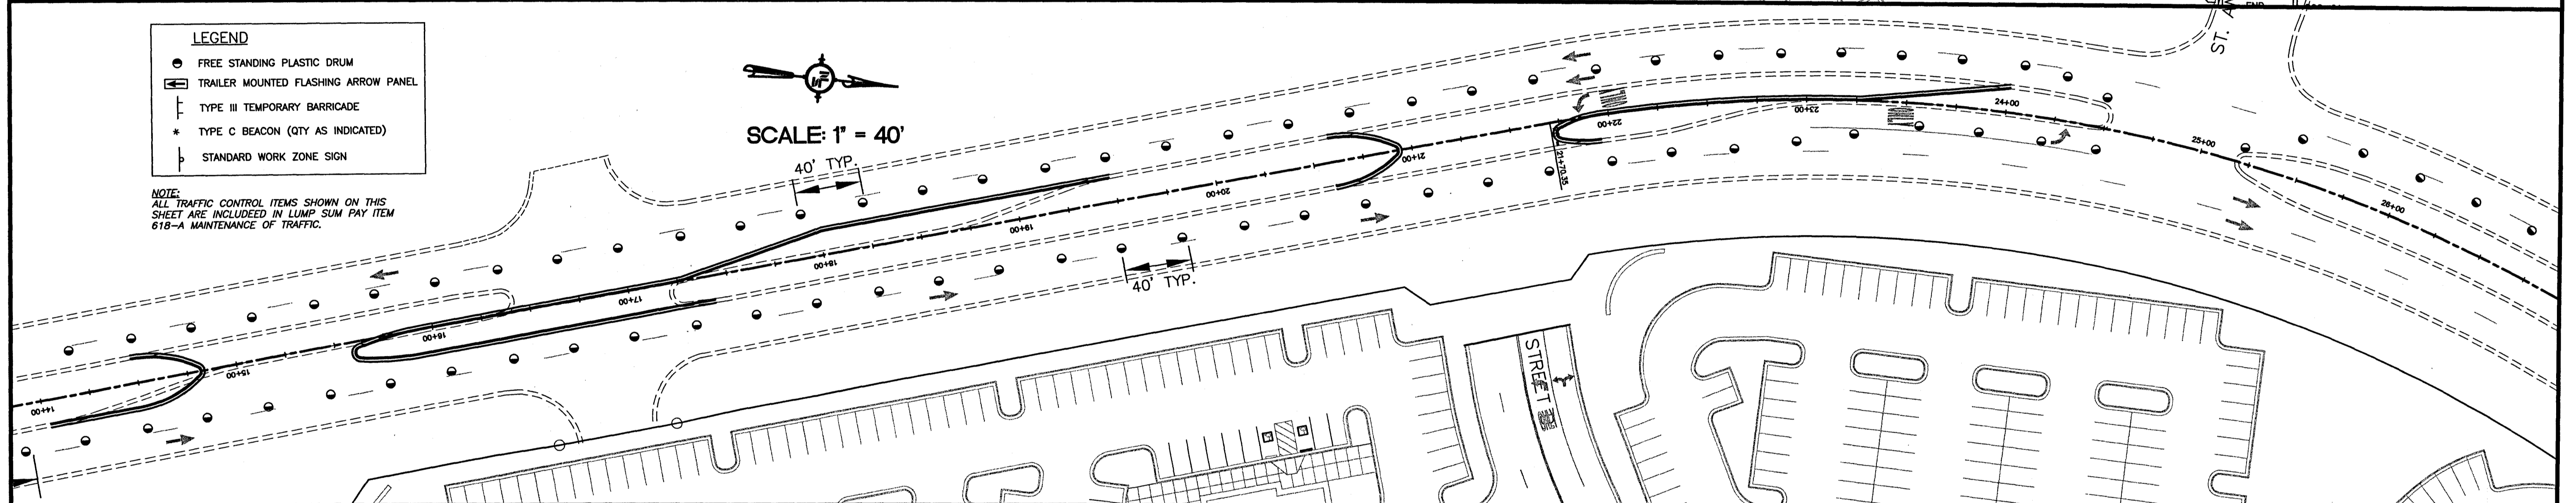 LEGEND
FREE STANDING PLASTIC DRUM
TRAILER MOUNTED FLASHING ARROW PANEL
TYPE III TEMPORARY BARRICADE
* TYPE C BEACON (QTY AS INDICATED)
STANDARD WORK ZONE SIGN
NOTE:
ALL TRAFFIC CONTROL ITEMS SHOWN ON THIS
SHEET ARE INCLUDEED IN LUMP SUM PAY ITEM
618-A MAINTENANCE OF TRAFFIC.
SCALE: 1" = 40'
40' TYP.
40' TYP.
14+00
15+00
16+00
17+00
18+00
19+00
20+00
21+00
21+70.35
22+00
23+00
24+00
25+00
26+00
ST.
END
STREET